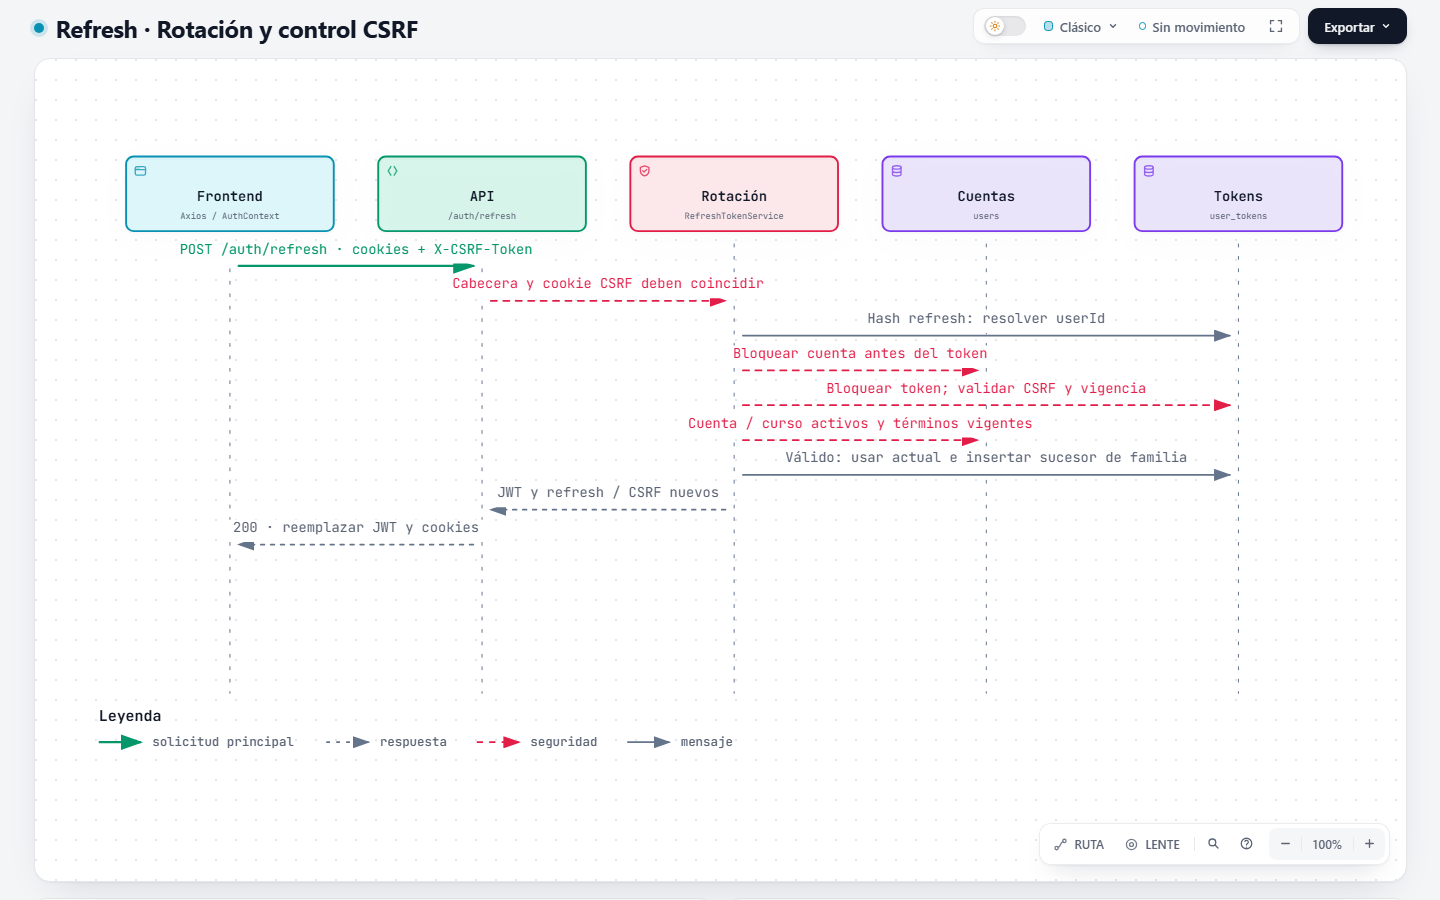 Refresh · Rotación y control CSRF
Clásico
Sin movimiento
Exportar
Frontend
Axios / AuthContext
API
/auth/refresh
Rotación
RefreshTokenService
Cuentas
users
Tokens
user_tokens
POST /auth/refresh · cookies + X-CSRF-Token
Cabecera y cookie CSRF deben coincidir
Hash refresh: resolver userId
Bloquear cuenta antes del token
Bloquear token; validar CSRF y vigencia
Cuenta / curso activos y términos vigentes
Válido: usar actual e insertar sucesor de familia
JWT y refresh / CSRF nuevos
200 · reemplazar JWT y cookies
Leyenda
solicitud principal
respuesta
seguridad
mensaje
RUTA
LENTE
100%